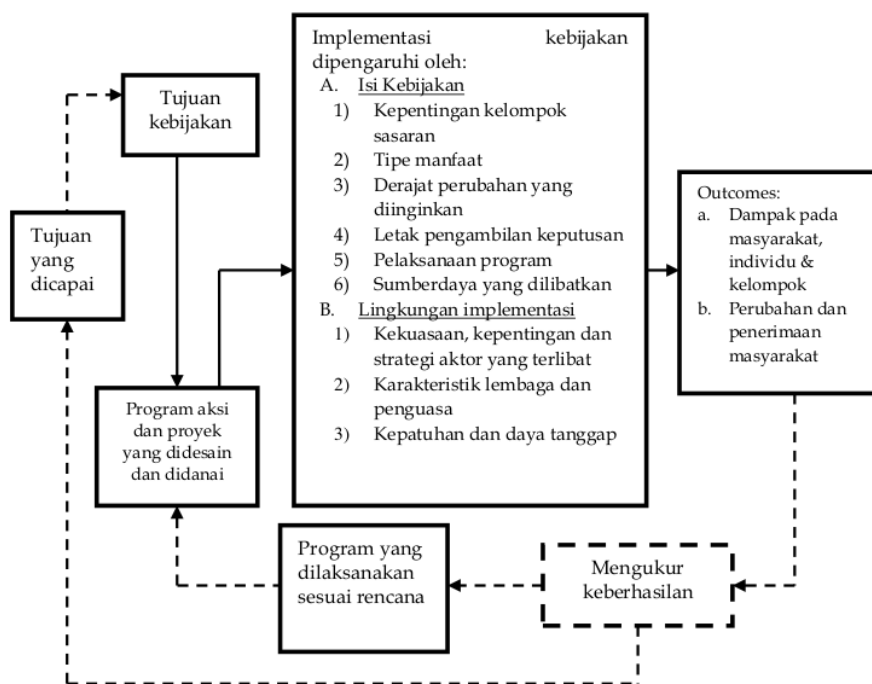 Tujuan
kebijakan
Tujuan
yang
dicapai
Program aksi
dan proyek
yang didesain
dan didanai
Implementasi kebijakan
dipengaruhi oleh:
A. Isi Kebijakan
1) Kepentingan kelompok
sasaran
2) Tipe manfaat
3) Derajat perubahan yang
diinginkan
4) Letak pengambilan keputusan
5) Pelaksanaan program
6) Sumberdaya yang dilibatkan
B. Lingkungan implementasi
1) Kekuasaan, kepentingan dan
strategi aktor yang terlibat
2) Karakteristik lembaga dan
penguasa
3) Kepatuhan dan daya tanggap
Outcomes:
a. Dampak pada
masyarakat,
individu &
kelompok
b. Perubahan dan
penerimaan
masyarakat
Program yang
dilaksanakan
sesuai rencana
Mengukur
keberhasilan